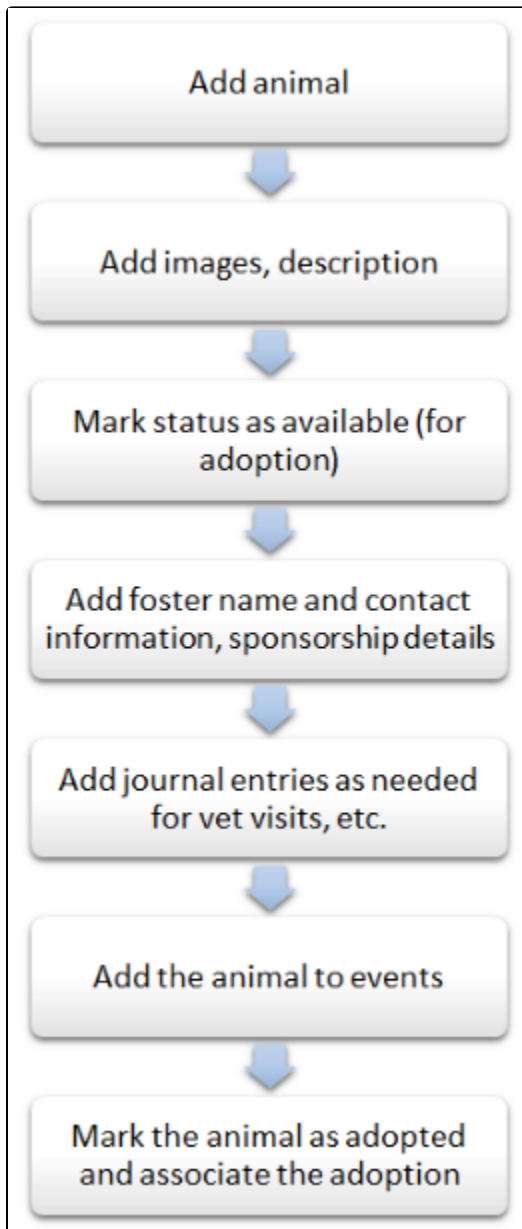 Add animal
Add images, description
Mark status as available (for
adoption)
Add foster name and contact
information, sponsorship details
Add journal entries as needed
for vet visits, etc.
Add the animal to events
Mark the animal as adopted
and associate the adoption